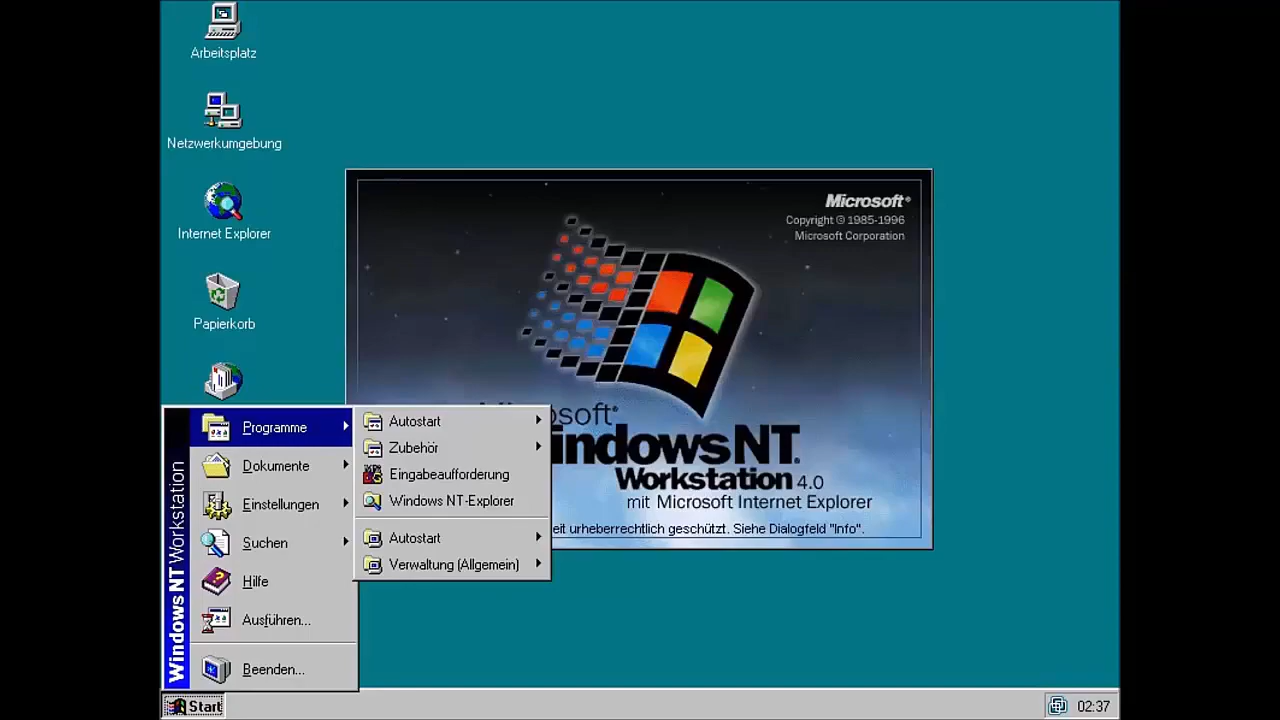 Arbeitsplatz
Netzwerkumgebung
Internet Explorer
Papierkorb
Microsoft®
Copyright © 1985-1996
Microsoft Corporation
Windows NT.
Workstation 4.0
mit Microsoft Internet Explorer
urheberrechtlich geschützt. Siehe Dialogfeld "Info".
Windows NT Workstation
Programme
Dokumente
Einstellungen
Suchen
Hilfe
Ausführen...
Beenden...
Autostart
Zubehör
Eingabeaufforderung
Windows NT-Explorer
Autostart
Verwaltung (Allgemein)
Start
02:37